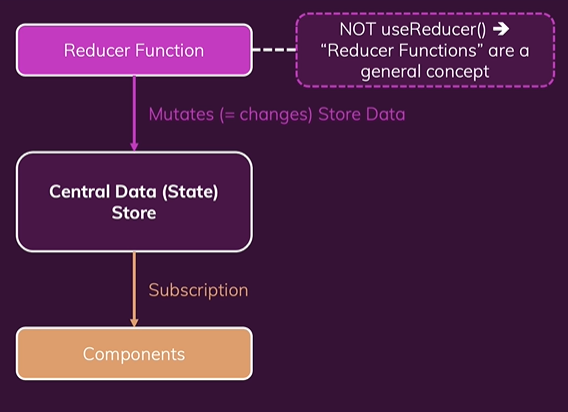 Reducer Function
NOT useReducer() 🡺
“Reducer Functions” are a
general concept
Mutates (= changes) Store Data
Central Data (State)
Store
Subscription
Components